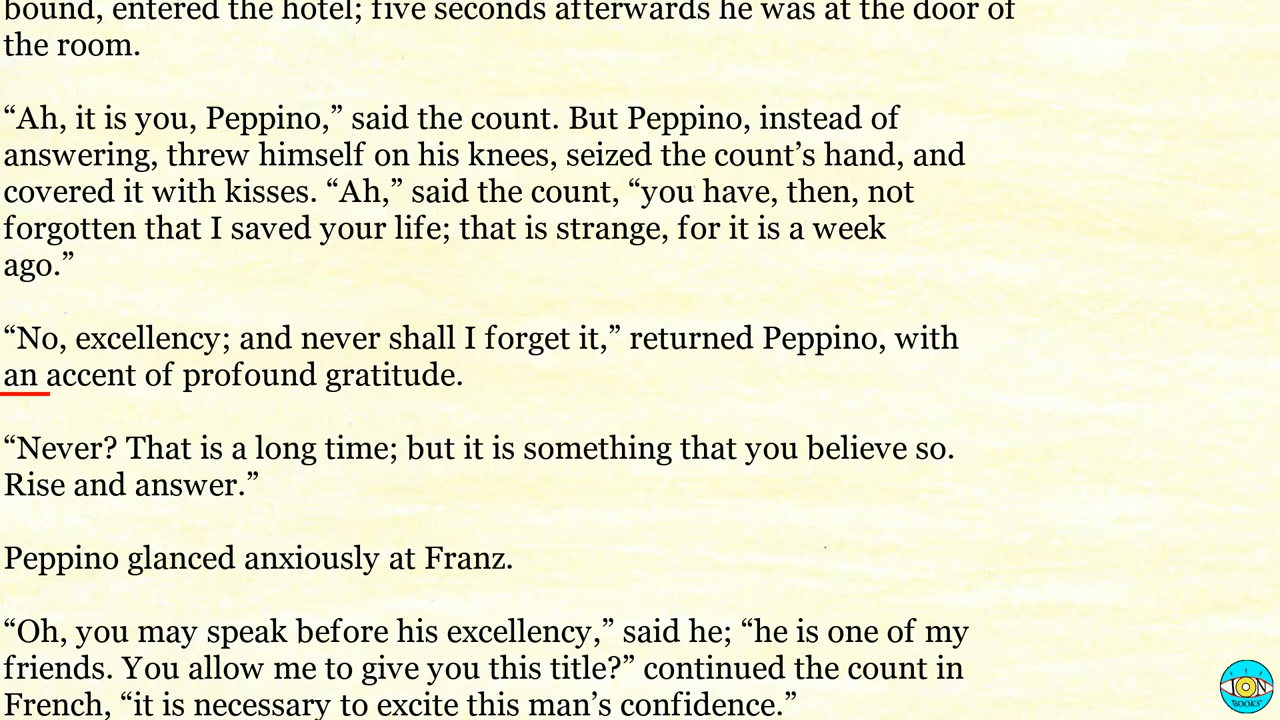 bound, entered the hotel; five seconds afterwards he was at the door of
the room.
“Ah, it is you, Peppino,” said the count. But Peppino, instead of
answering, threw himself on his knees, seized the count’s hand, and
covered it with kisses. “Ah,” said the count, “you have, then, not
forgotten that I saved your life; that is strange, for it is a week
ago.”
“No, excellency; and never shall I forget it,” returned Peppino, with
an accent of profound gratitude.
“Never? That is a long time; but it is something that you believe so.
Rise and answer.”
Peppino glanced anxiously at Franz.
“Oh, you may speak before his excellency,” said he; “he is one of my
friends. You allow me to give you this title?” continued the count in
French, “it is necessary to excite this man’s confidence.”
ION
BOOKS